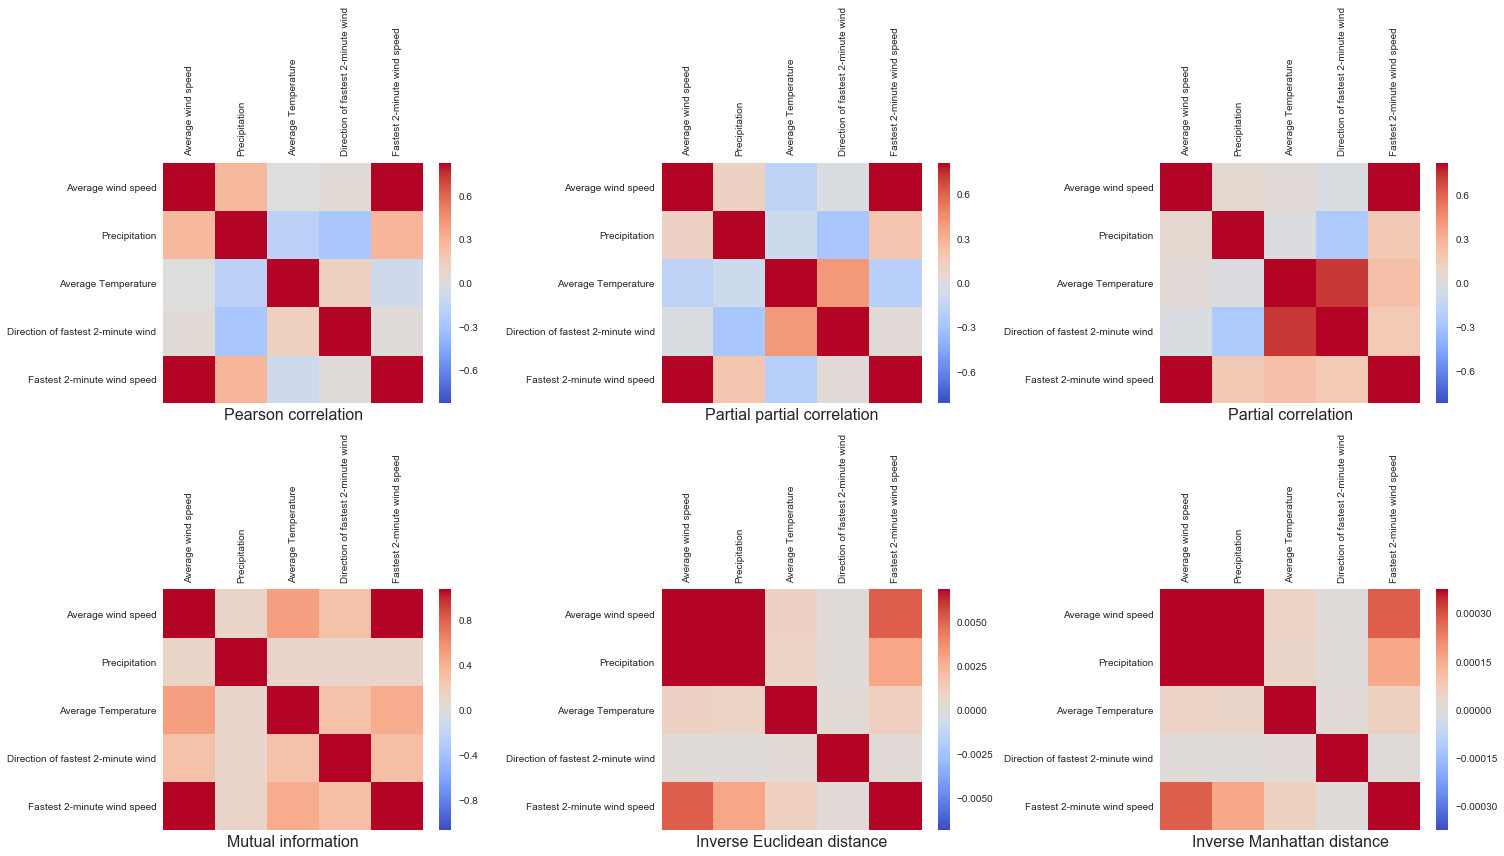 Average wind speed
Precipitation
Average Temperature
Direction of fastest 2-minute wind
Fastest 2-minute wind speed
Average wind speed
Precipitation
Average Temperature
Direction of fastest 2-minute wind
Fastest 2-minute wind speed
0.6
0.3
0.0
−0.3
−0.6
Pearson correlation
Average wind speed
Precipitation
Average Temperature
Direction of fastest 2-minute wind
Fastest 2-minute wind speed
Average wind speed
Precipitation
Average Temperature
Direction of fastest 2-minute wind
Fastest 2-minute wind speed
0.6
0.3
0.0
−0.3
−0.6
Partial partial correlation
Average wind speed
Precipitation
Average Temperature
Direction of fastest 2-minute wind
Fastest 2-minute wind speed
Average wind speed
Precipitation
Average Temperature
Direction of fastest 2-minute wind
Fastest 2-minute wind speed
0.6
0.3
0.0
−0.3
−0.6
Partial correlation
Average wind speed
Precipitation
Average Temperature
Direction of fastest 2-minute wind
Fastest 2-minute wind speed
Average wind speed
Precipitation
Average Temperature
Direction of fastest 2-minute wind
Fastest 2-minute wind speed
0.8
0.4
0.0
−0.4
−0.8
Mutual information
Average wind speed
Precipitation
Average Temperature
Direction of fastest 2-minute wind
Fastest 2-minute wind speed
Average wind speed
Precipitation
Average Temperature
Direction of fastest 2-minute wind
Fastest 2-minute wind speed
0.0050
0.0025
0.0000
−0.0025
−0.0050
Inverse Euclidean distance
Average wind speed
Precipitation
Average Temperature
Direction of fastest 2-minute wind
Fastest 2-minute wind speed
Average wind speed
Precipitation
Average Temperature
Direction of fastest 2-minute wind
Fastest 2-minute wind speed
0.00030
0.00015
0.00000
−0.00015
−0.00030
Inverse Manhattan distance